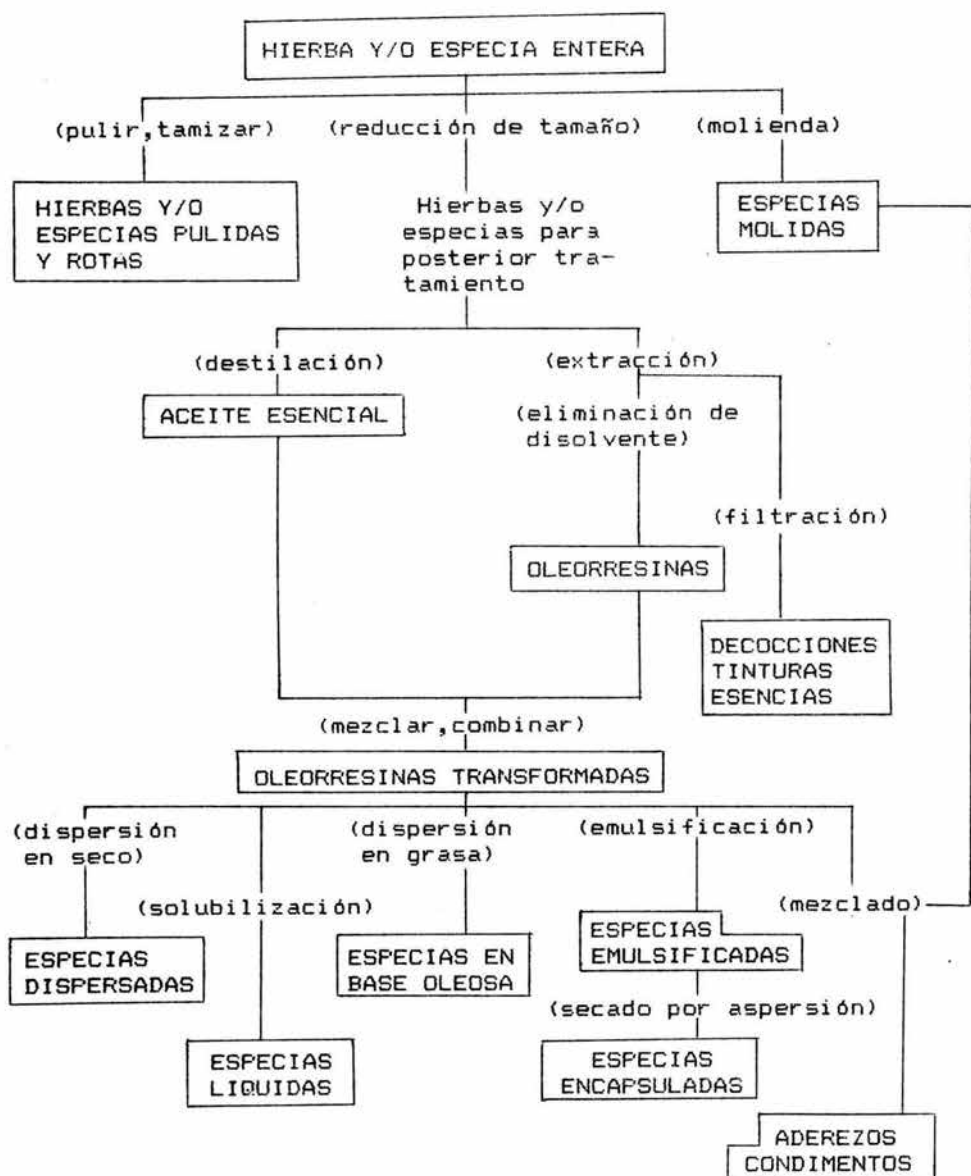 HIERBA Y/O ESPECIA ENTERA
(pulir,tamizar)
(reducción de tamaño)
(molienda)
HIERBAS Y/O
ESPECIAS PULIDAS
Y ROTAS
Hierbas y/o
especias para
posterior tra-
tamiento
ESPECIAS
MOLIDAS
(destilación)
(extracción)
ACEITE ESENCIAL
(eliminación de
disolvente)
(filtración)
OLEORRESINAS
DECOCCIONES
TINTURAS
ESENCIAS
(mezclar,combinar)
OLEORRESINAS TRANSFORMADAS
(dispersión
en seco)
(solubilización)
(dispersión
en grasa)
(emulsificación)
(mezclado)
ESPECIAS
DISPERSADAS
ESPECIAS EN
BASE OLEOSA
ESPECIAS
EMULSIFICADAS
(secado por aspersión)
ESPECIAS
LIQUIDAS
ESPECIAS
ENCAPSULADAS
ADEREZOS
CONDIMENTOS